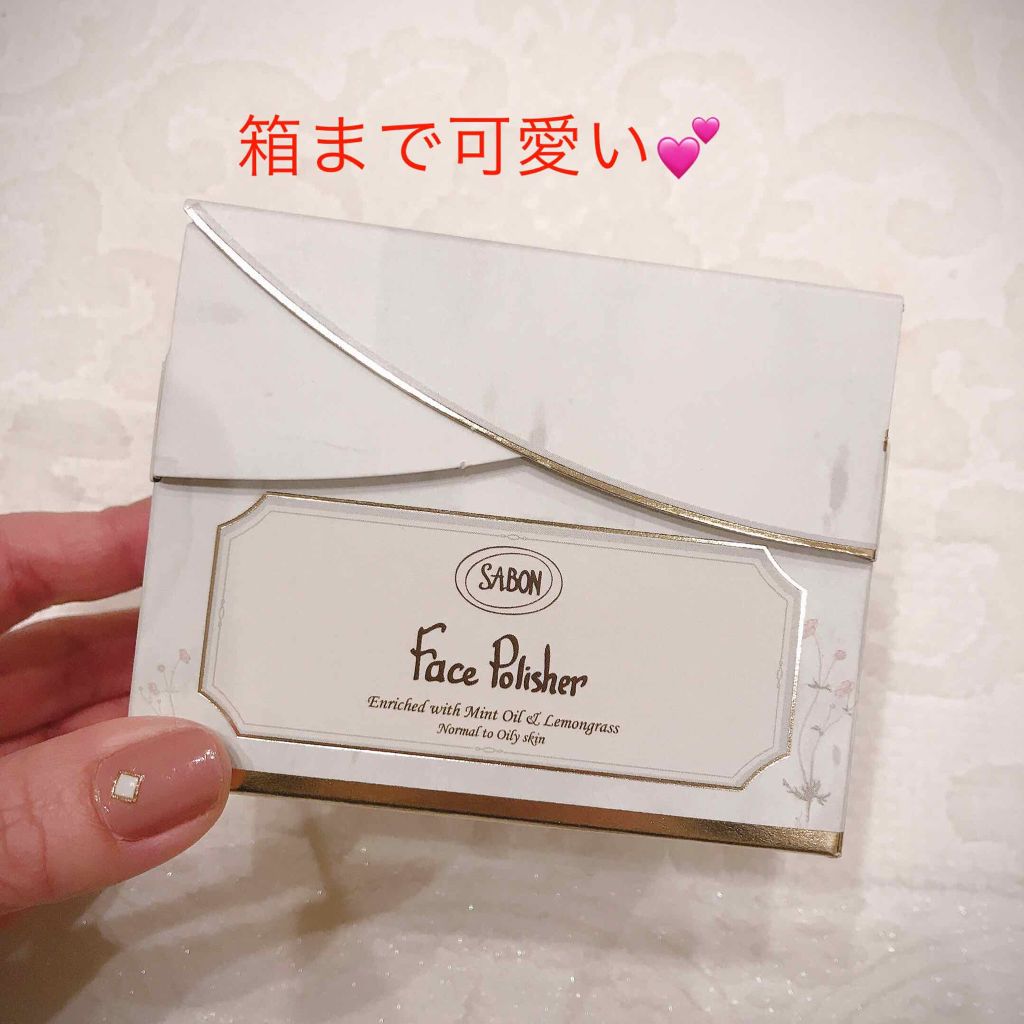 箱まで可愛い💕
SABON
Face Polisher
Enriched with Mint Oil & Lemongrass
Normal to Oily skin